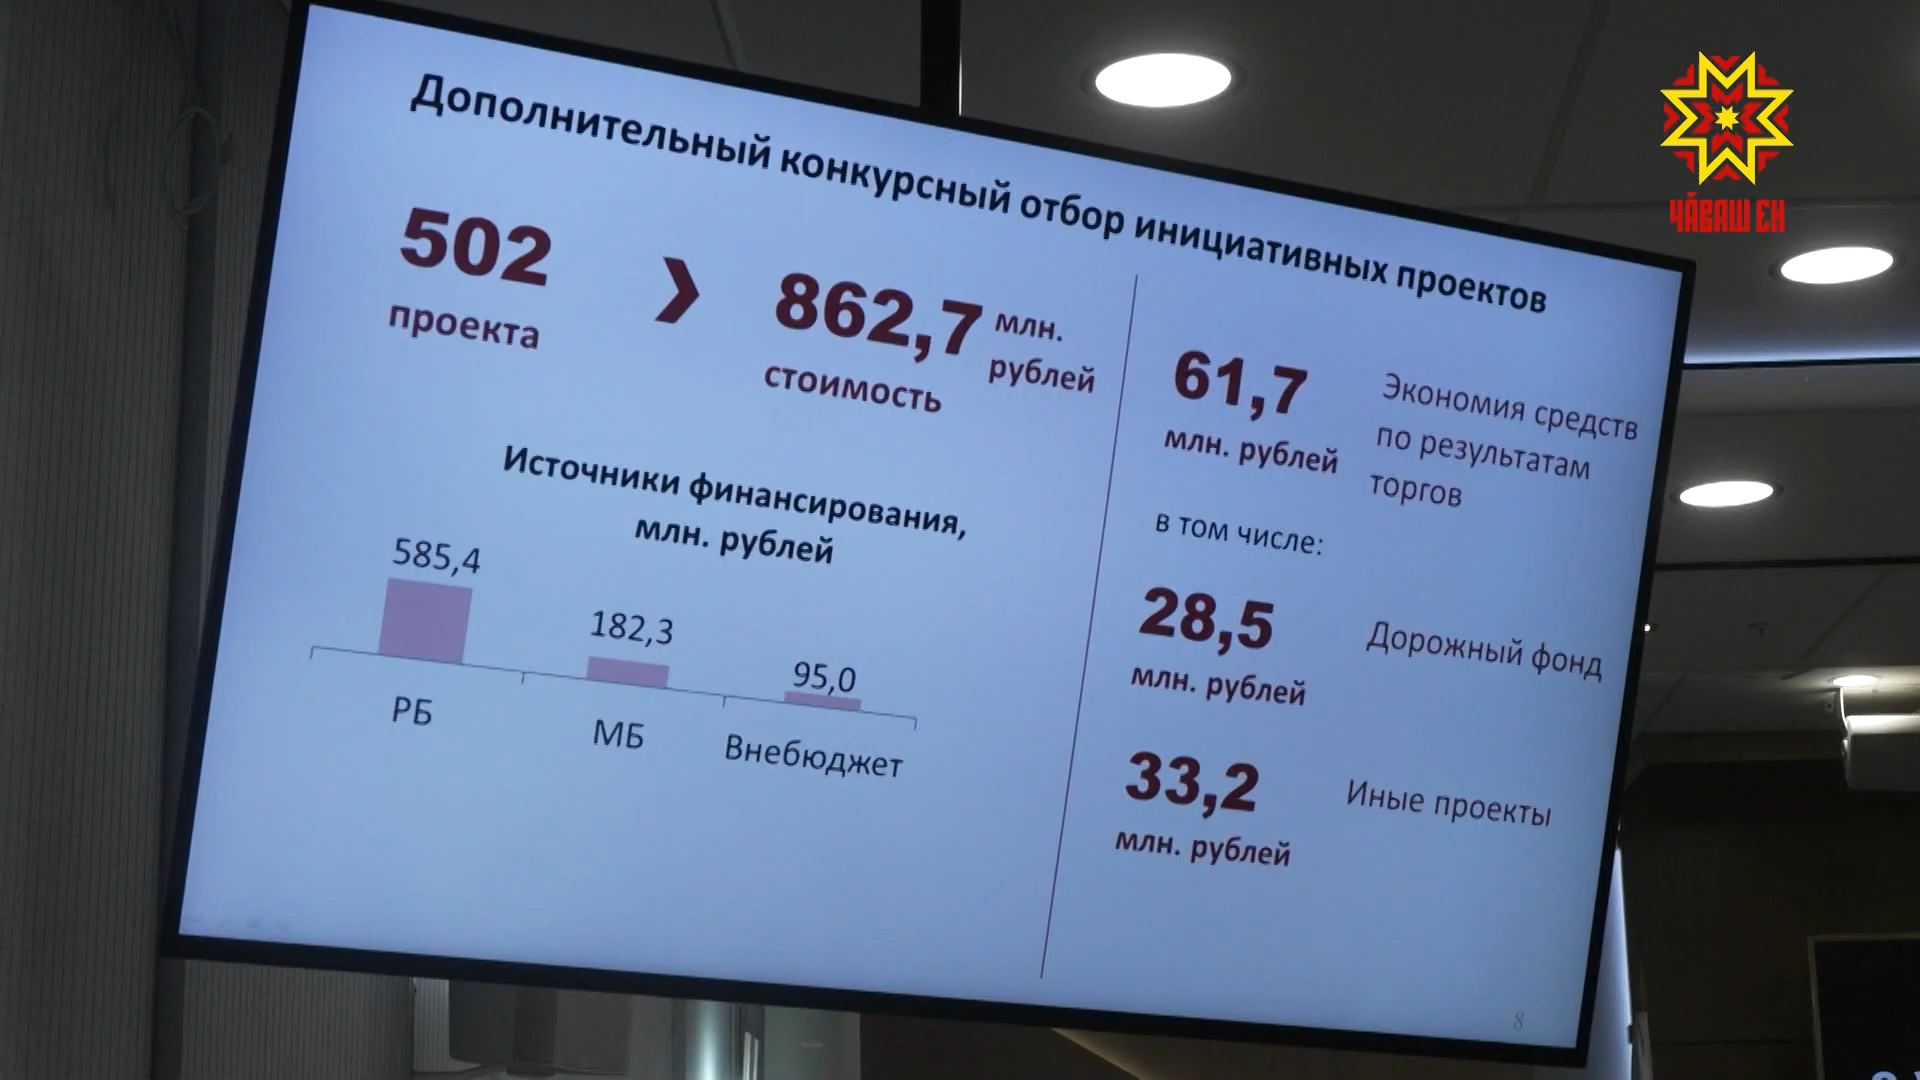 Дополнительный конкурсный отбор инициативных проектов
502
проекта
862,7 млн.
рублей
стоимость
Источники финансирования,
млн. рублей
585,4
182,3
95,0
РБ
МБ
Внебюджет
61,7
млн. рублей
Экономия средств
по результатам
торгов
в том числе:
28,5
млн. рублей
Дорожный фонд
33,2
млн. рублей
Иные проекты
8
ЧӐВАШ ЕН